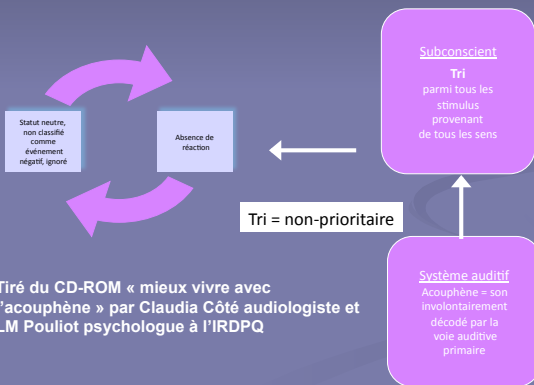 Subconscient
Tri
parmi tous les
stimulus
provenant
de tous les sens
Statut neutre,
non classifié
comme
événement
négatif, ignoré
Absence de
réaction
Tri = non-prioritaire
Système auditif
Acouphène = son
involontairement
décodé par la
voie auditive
primaire
Tiré du CD-ROM « mieux vivre avec
l’acouphène » par Claudia Côté audiologiste et
LM Pouliot psychologue à l’IRDPQ